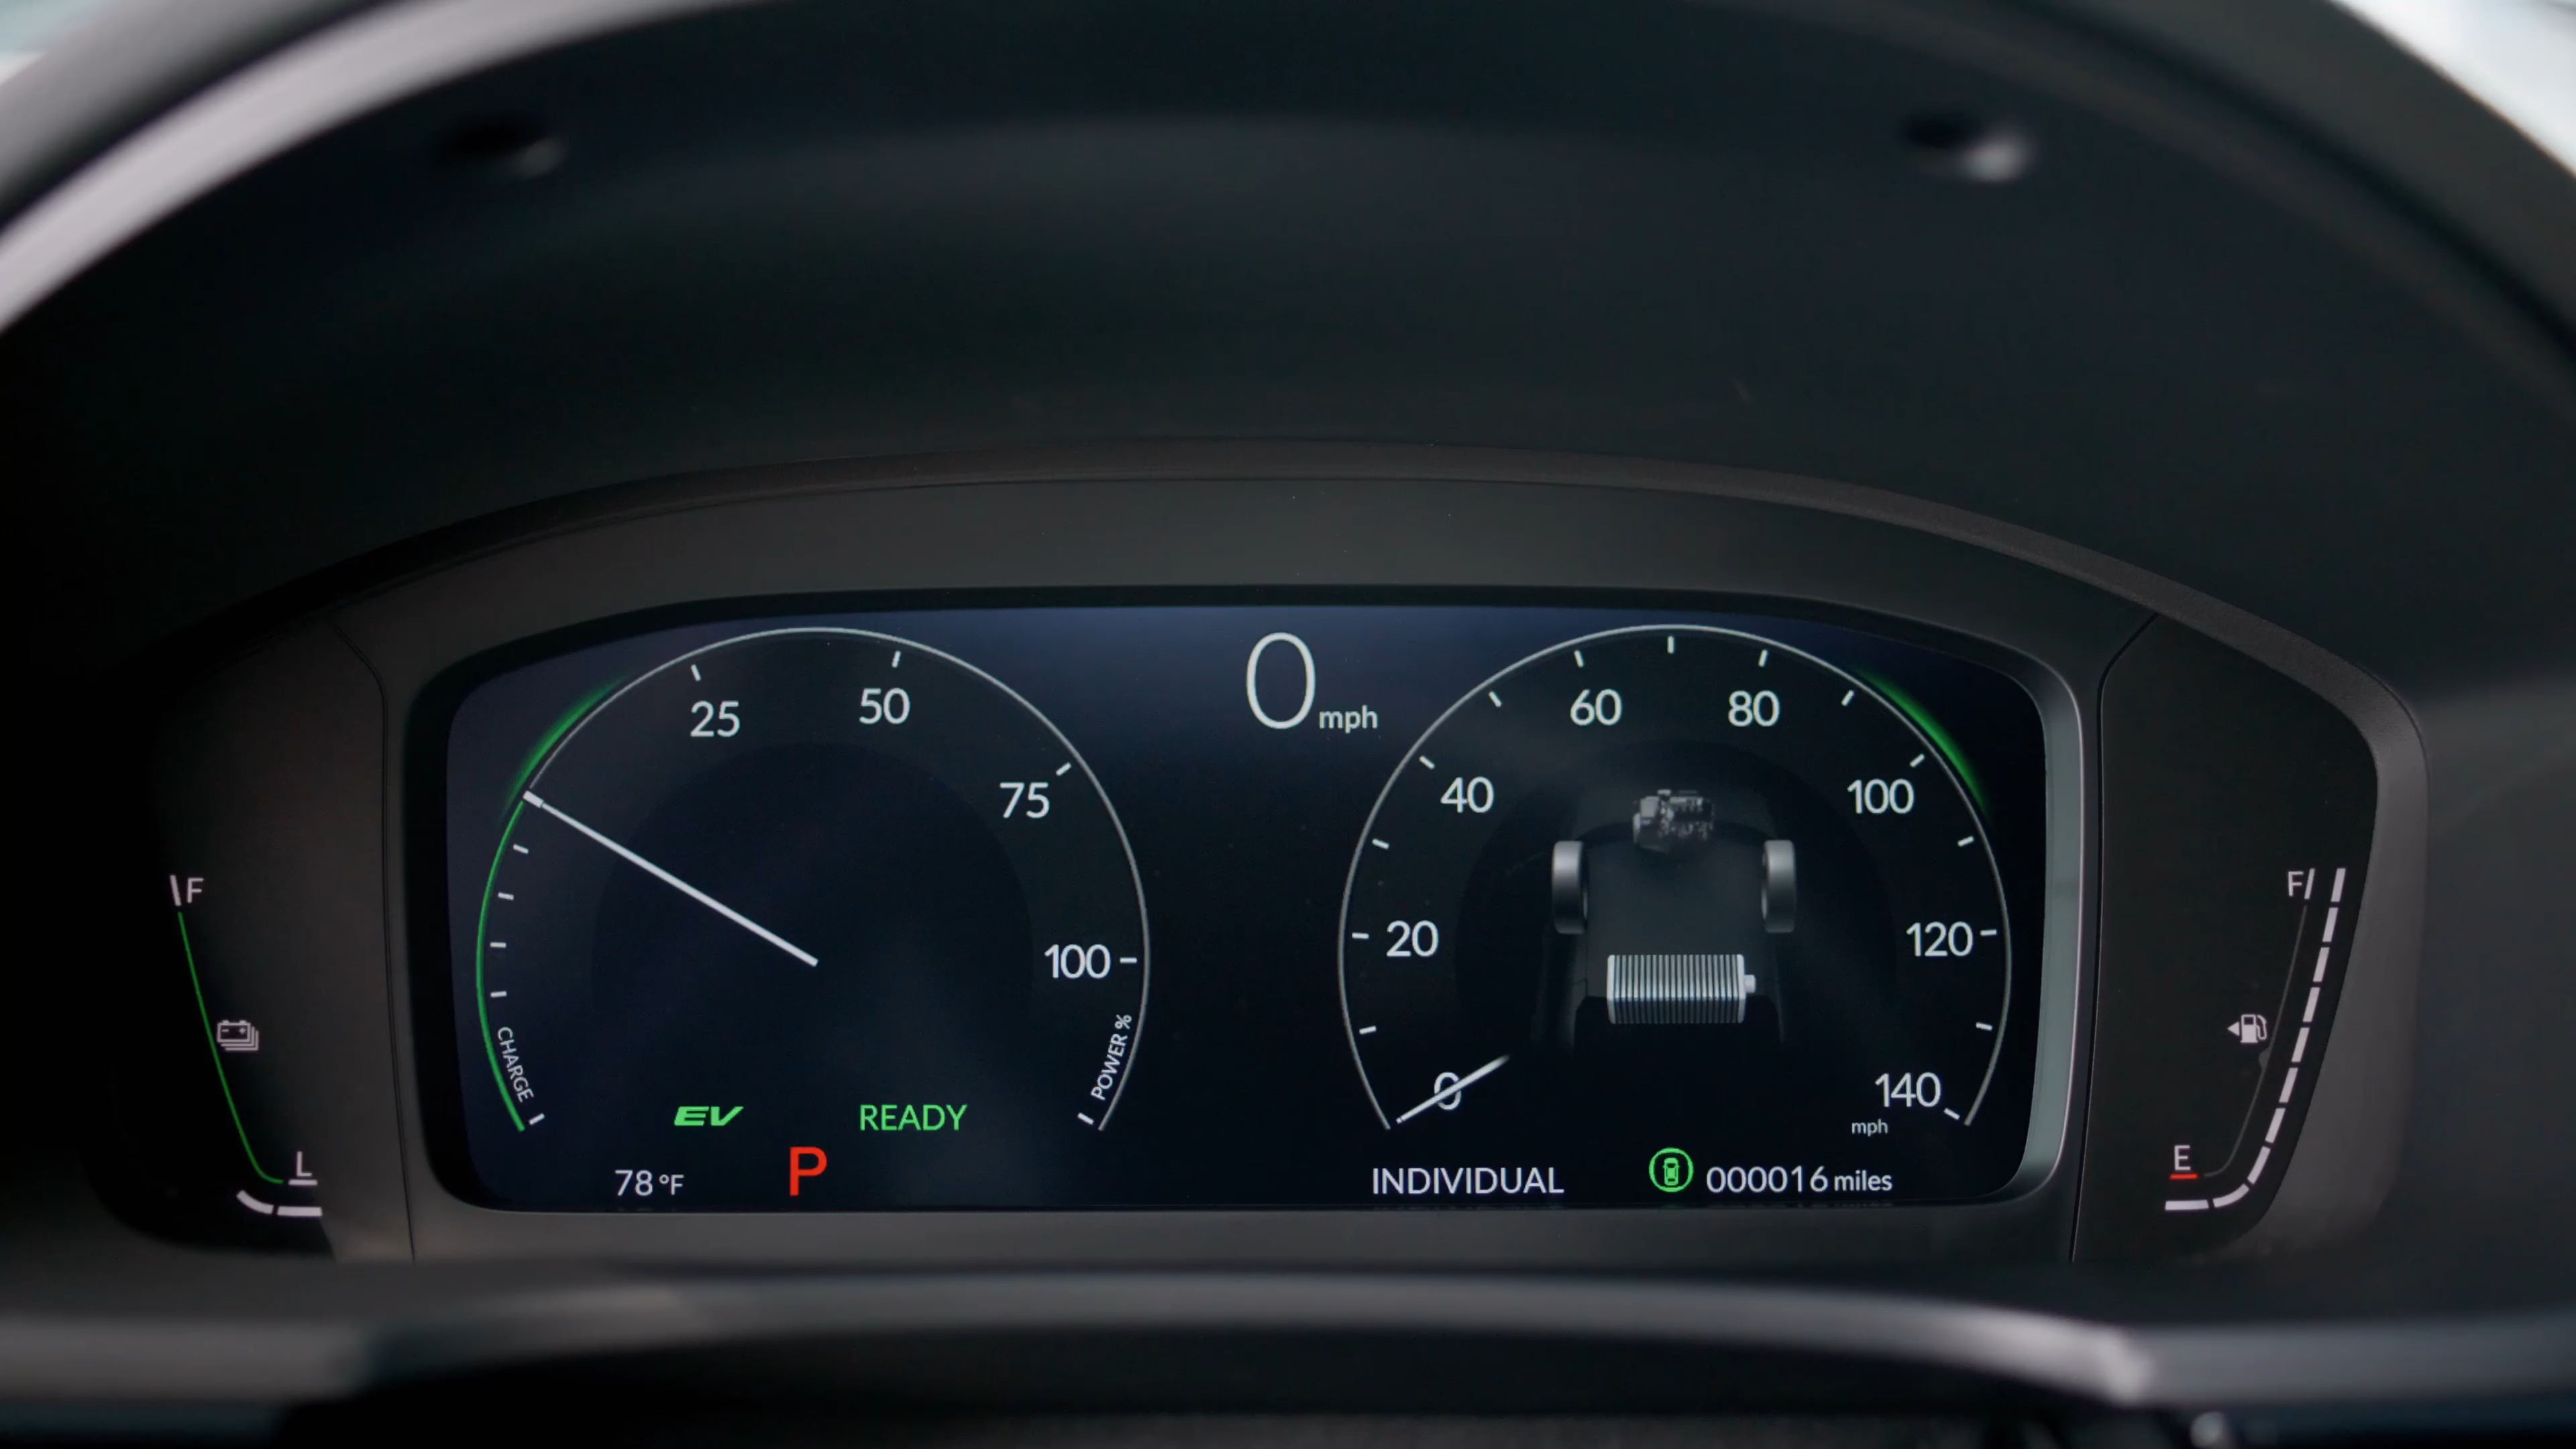 0 mph
25
50
75
100
CHARGE
POWER %
EV
READY
78 °F
P
0
20
40
60
80
100
120
140
mph
INDIVIDUAL
000016 miles
F
L
F
E